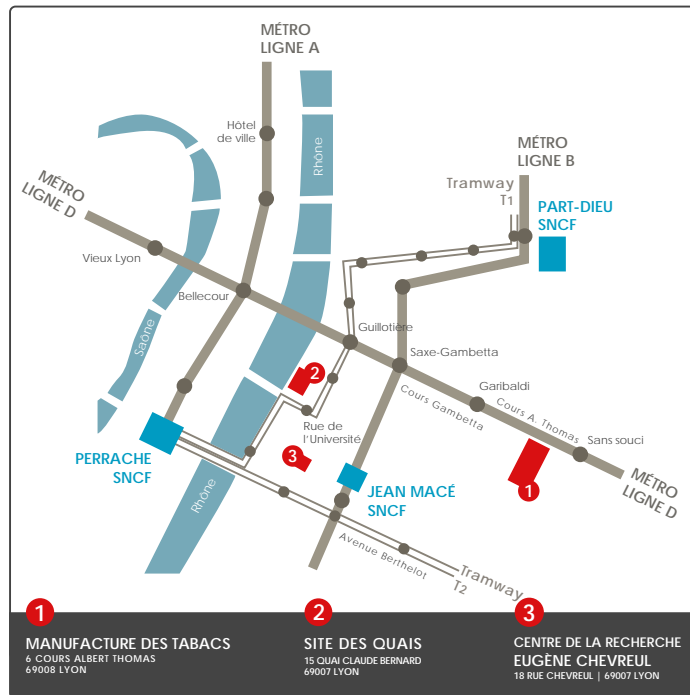 MÉTRO
LIGNE A
Hôtel
de ville
Rhône
MÉTRO
LIGNE B
Tramway
T1
PART-DIEU
SNCF
MÉTRO
LIGNE D
Vieux Lyon
Bellecour
Saône
Guillotière
Saxe-Gambetta
2
Garibaldi
Cours Gambetta
Cours A. Thomas
Sans souci
Rue de
l'Université
3
PERRACHE
SNCF
Rhône
JEAN MACÉ
SNCF
1
MÉTRO
LIGNE D
Avenue Berthelot
Tramway
T2
1
MANUFACTURE DES TABACS
6 COURS ALBERT THOMAS
69008 LYON
2
SITE DES QUAIS
15 QUAI CLAUDE BERNARD
69007 LYON
3
CENTRE DE LA RECHERCHE
EUGÈNE CHEVREUL
18 RUE CHEVREUL | 69007 LYON